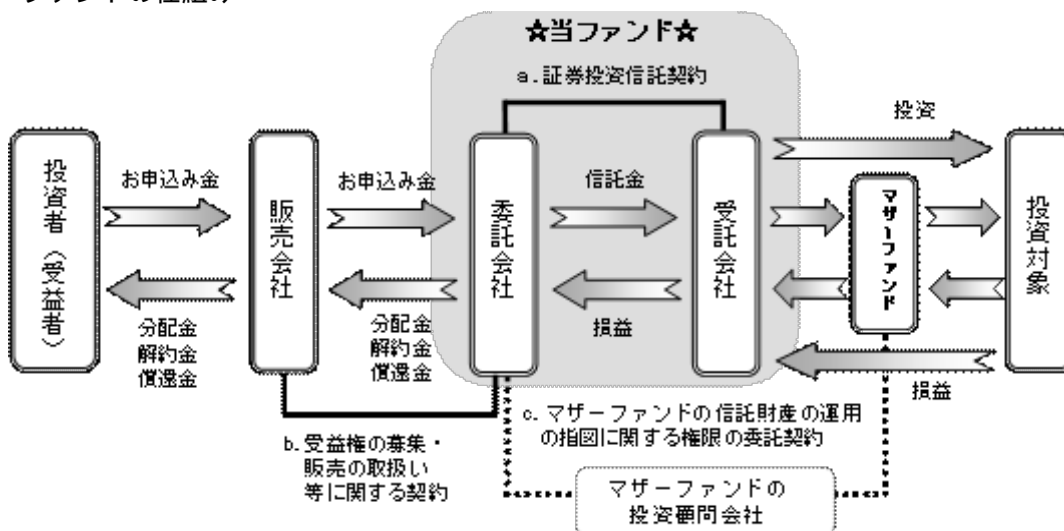 ファンドの仕組み
★当ファンド★
a. 証券投資信託契約
投資
投資者(受益者)
お申込み金
販売会社
お申込み金
委託会社
信託金
受託会社
マザーファンド
投資対象
分配金
解約金
償還金
分配金
解約金
償還金
損益
損益
b. 受益権の募集・
販売の取扱い
等に関する契約
c. マザーファンドの信託財産の運用
の指図に関する権限の委託契約
マザーファンドの
投資顧問会社